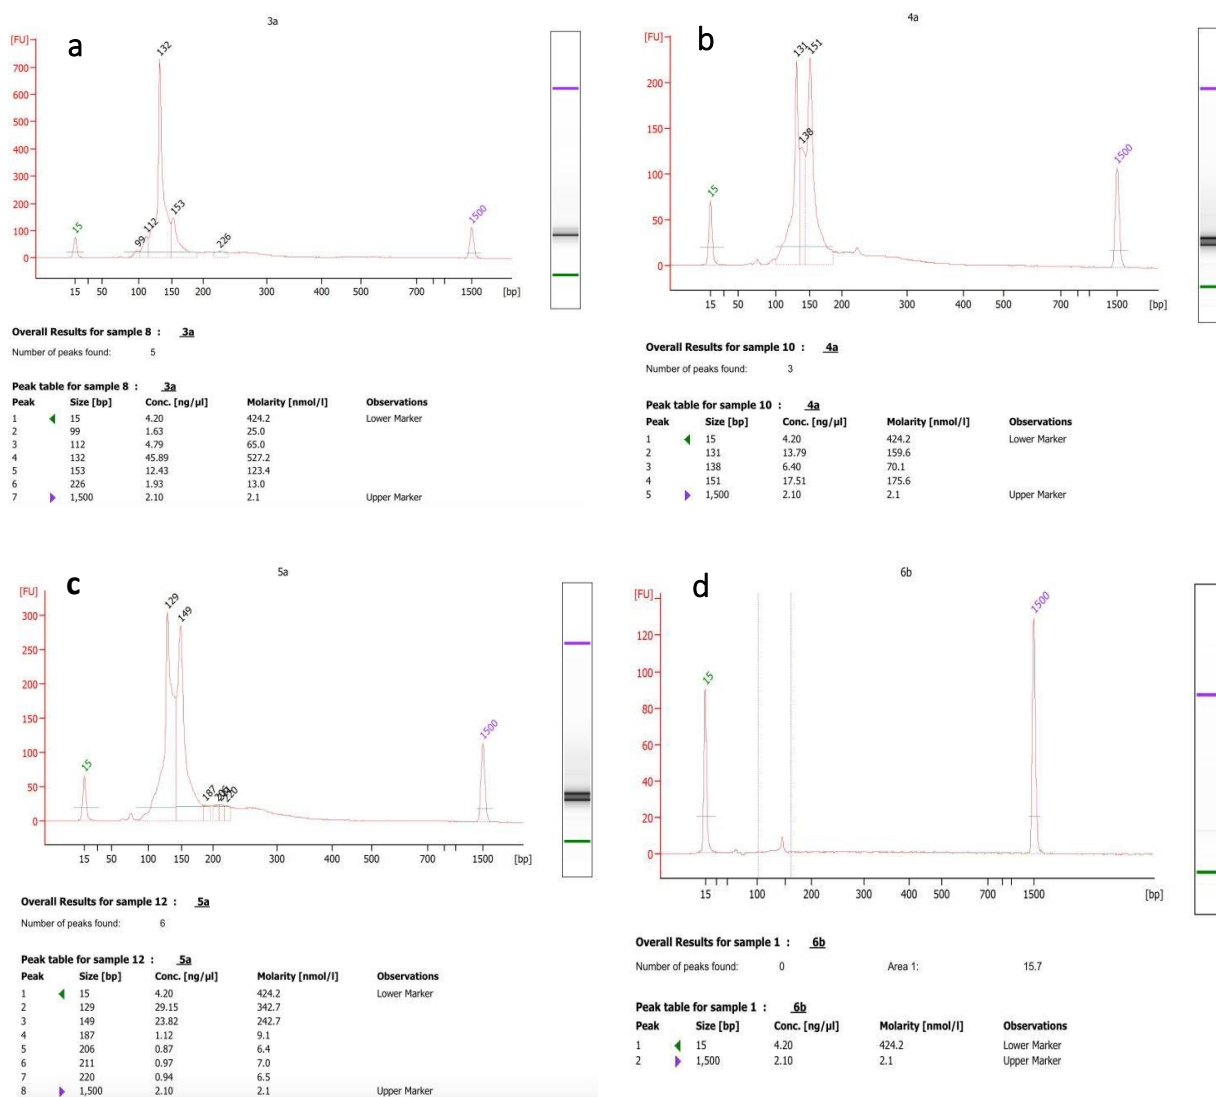 3a
a
[FU]
700
600
500
400
300
200
100
0
15
99
112
132
153
226
1500
15 50 100 150 200 300 400 500 700 1500 [bp]
Overall Results for sample 8 : 3a
Number of peaks found: 5
Peak table for sample 8 : 3a
Peak Size [bp] Conc. [ng/µl] Molarity [nmol/l] Observations
1 15 4.20 424.2 Lower Marker
2 99 1.63 25.0
3 112 4.79 65.0
4 132 45.89 527.2
5 153 12.43 123.4
6 226 1.93 13.0
7 1,500 2.10 2.1 Upper Marker
4a
b
[FU]
200
150
100
50
0
15
131
138
151
1500
15 50 100 150 200 300 400 500 700 1500 [bp]
Overall Results for sample 10 : 4a
Number of peaks found: 3
Peak table for sample 10 : 4a
Peak Size [bp] Conc. [ng/µl] Molarity [nmol/l] Observations
1 15 4.20 424.2 Lower Marker
2 131 13.79 159.6
3 138 6.40 70.1
4 151 17.51 175.6
5 1,500 2.10 2.1 Upper Marker
5a
c
[FU]
300
250
200
150
100
50
0
15
129
149
187
206
220
1500
15 50 100 150 200 300 400 500 700 1500 [bp]
Overall Results for sample 12 : 5a
Number of peaks found: 6
Peak table for sample 12 : 5a
Peak Size [bp] Conc. [ng/µl] Molarity [nmol/l] Observations
1 15 4.20 424.2 Lower Marker
2 129 29.15 342.7
3 149 23.82 242.7
4 187 1.12 9.1
5 206 0.87 6.4
6 211 0.97 7.0
7 220 0.94 6.5
8 1,500 2.10 2.1 Upper Marker
6b
d
[FU]
120
100
80
60
40
20
0
15
1500
15 100 200 300 400 500 700 1500 [bp]
Overall Results for sample 1 : 6b
Number of peaks found: 0 Area 1: 15.7
Peak table for sample 1 : 6b
Peak Size [bp] Conc. [ng/µl] Molarity [nmol/l] Observations
1 15 4.20 424.2 Lower Marker
2 1,500 2.10 2.1 Upper Marker